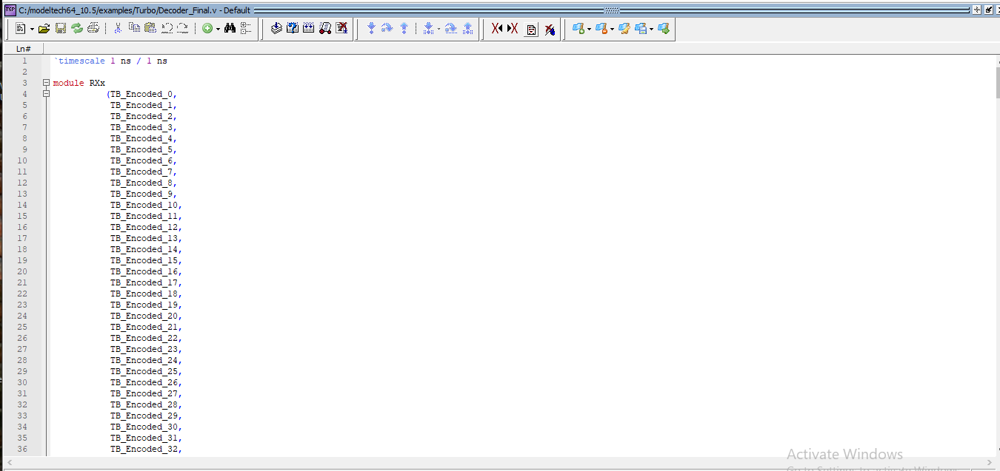 TSP C:/modeltech64_10.5/examples/Turbo/Decoder_Final.v - Default
Ln#
1 `timescale 1 ns / 1 ns
2
3 module RXx
4 (TB_Encoded_0,
5 TB_Encoded_1,
6 TB_Encoded_2,
7 TB_Encoded_3,
8 TB_Encoded_4,
9 TB_Encoded_5,
10 TB_Encoded_6,
11 TB_Encoded_7,
12 TB_Encoded_8,
13 TB_Encoded_9,
14 TB_Encoded_10,
15 TB_Encoded_11,
16 TB_Encoded_12,
17 TB_Encoded_13,
18 TB_Encoded_14,
19 TB_Encoded_15,
20 TB_Encoded_16,
21 TB_Encoded_17,
22 TB_Encoded_18,
23 TB_Encoded_19,
24 TB_Encoded_20,
25 TB_Encoded_21,
26 TB_Encoded_22,
27 TB_Encoded_23,
28 TB_Encoded_24,
29 TB_Encoded_25,
30 TB_Encoded_26,
31 TB_Encoded_27,
32 TB_Encoded_28,
33 TB_Encoded_29,
34 TB_Encoded_30,
35 TB_Encoded_31,
36 TB_Encoded_32,
Activate Windows